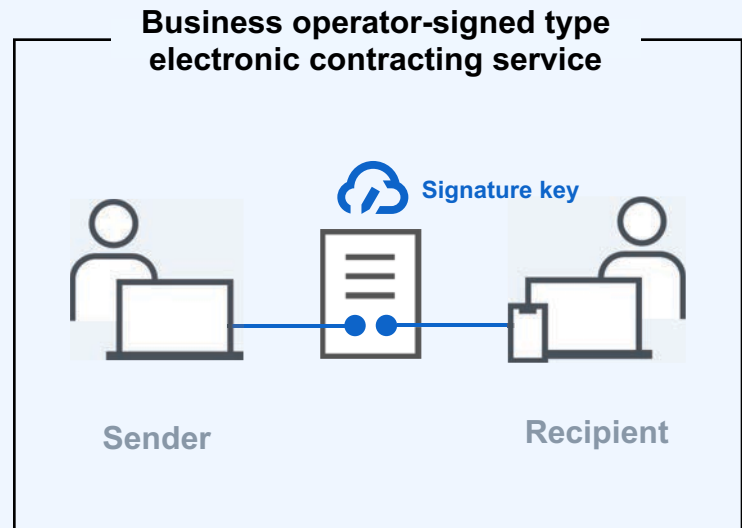 Business operator-signed type
electronic contracting service
Signature key
Sender
Recipient